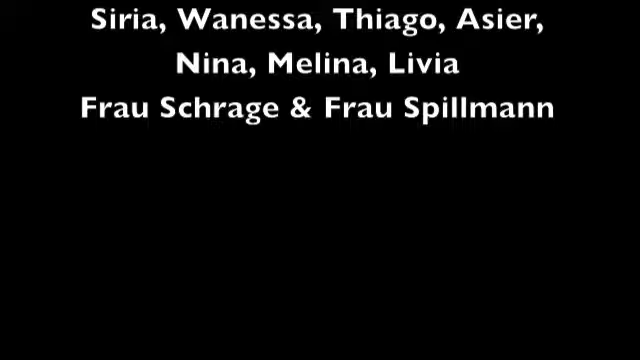 Siria, Wanessa, Thiago, Asier,
Nina, Melina, Livia
Frau Schrage & Frau Spillmann